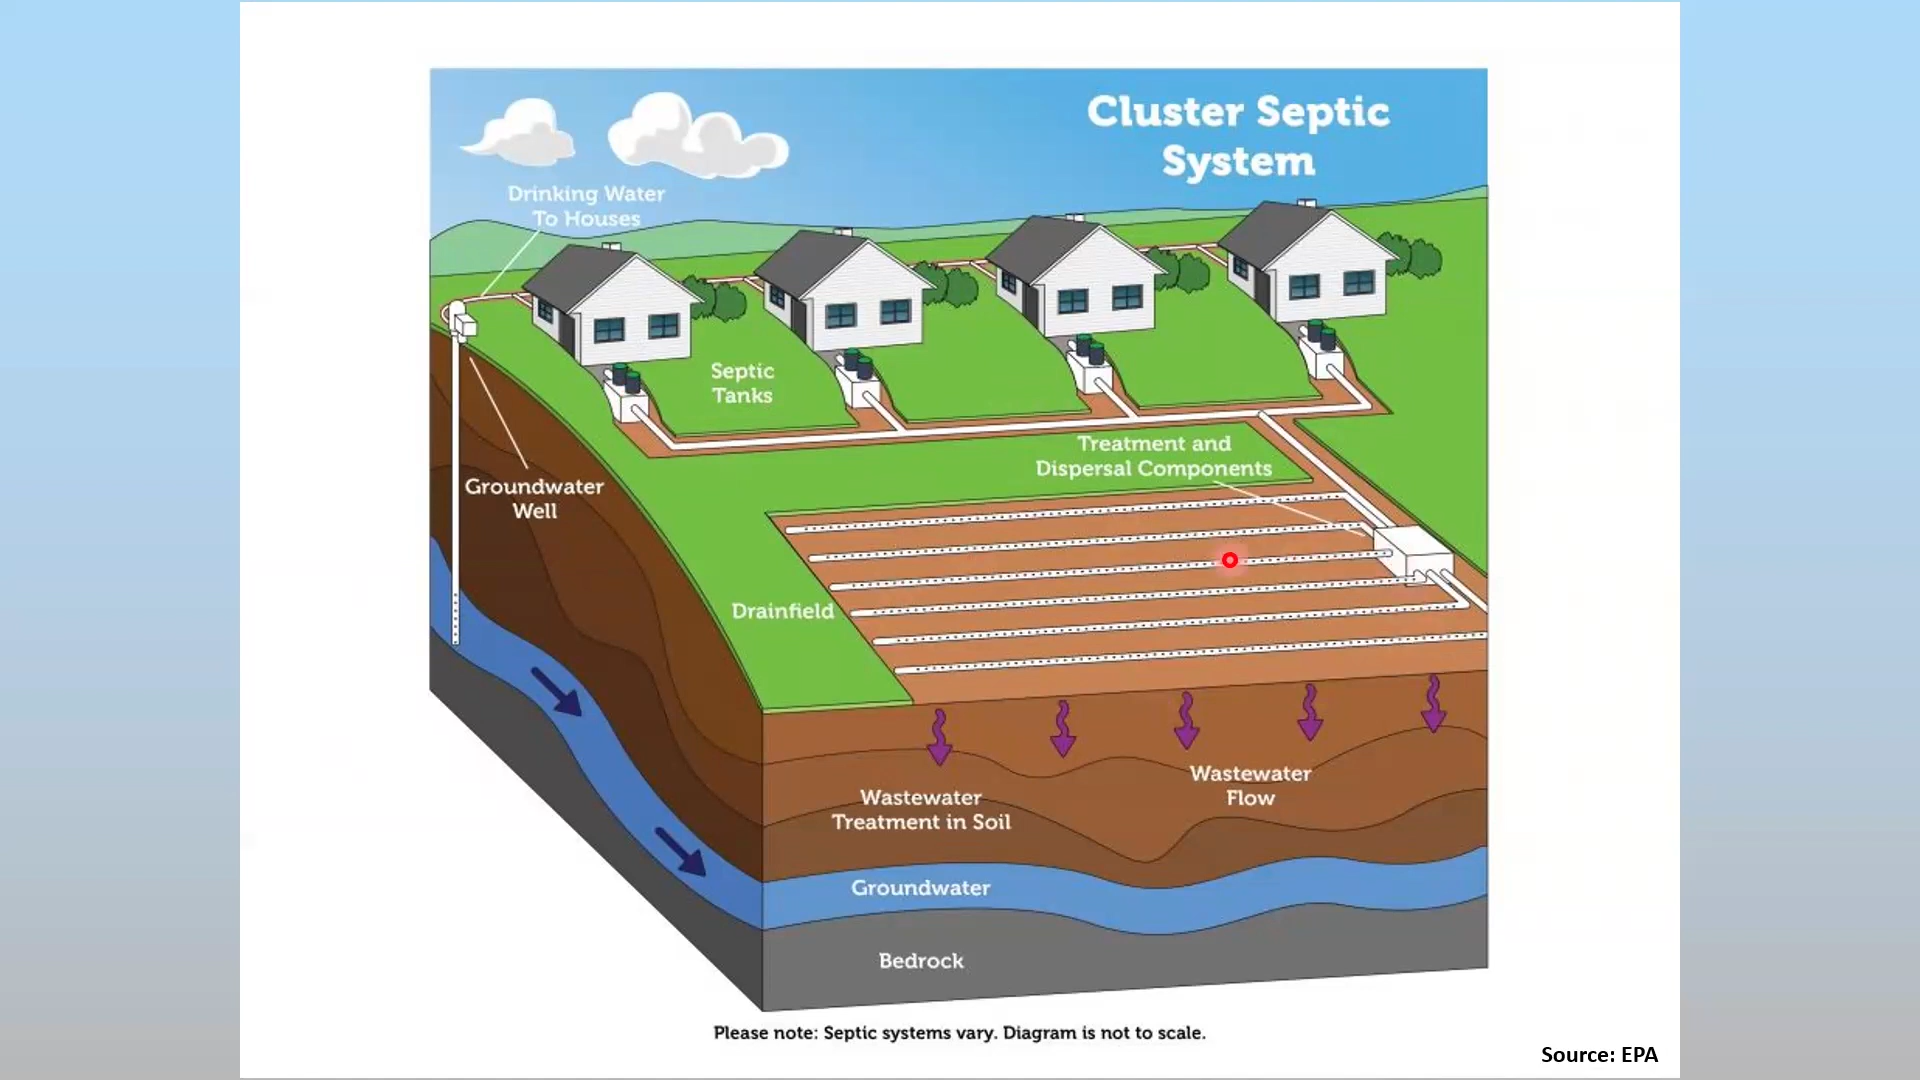 Cluster Septic
System
Drinking Water
To Houses
Septic
Tanks
Treatment and
Dispersal Components
Groundwater
Well
Drainfield
Wastewater
Flow
Wastewater
Treatment in Soil
Groundwater
Bedrock
Please note: Septic systems vary. Diagram is not to scale.
Source: EPA